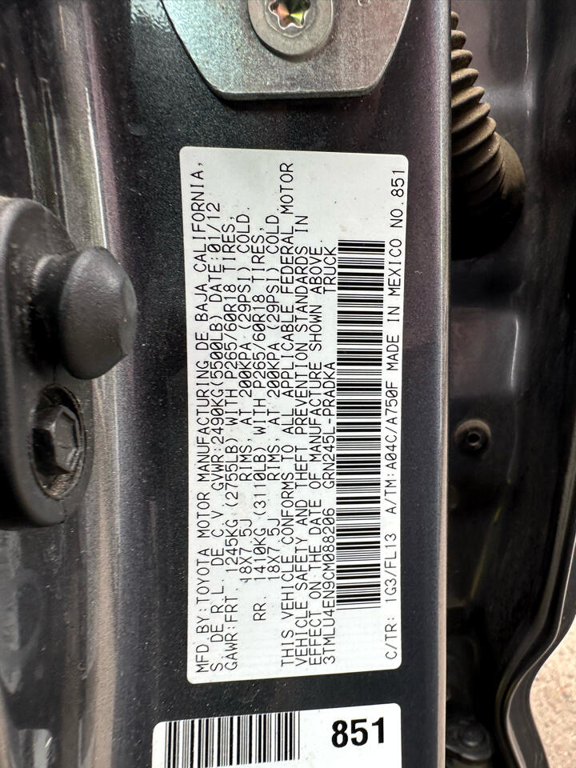 MFD BY: TOYOTA MOTOR MANUFACTURING DE BAJA CALIFORNIA,
S. DE R. L. DE C. V. GVWR: 2490KG(5500LB) DATE:01/12
GAWR:FRT. 1245KG (2755LB) WITH P265/60R18 TIRES,
18X7.5J RIMS, AT 200KPA (29PSI) COLD.
RR. 1410KG (3110LB) WITH P265/60R18 TIRES,
18X7.5J RIMS, AT 200KPA (29PSI) COLD.
THIS VEHICLE CONFORMS TO ALL APPLICABLE FEDERAL MOTOR
VEHICLE SAFETY AND THEFT PREVENTION STANDARDS IN
EFFECT ON THE DATE OF MANUFACTURE SHOWN ABOVE.
3TMLU4EN9CM088206 GRN245L-PRADKA TRUCK
C/TR: 1G3/FL13 A/TM:A04C/A750F MADE IN MEXICO NO.851
851